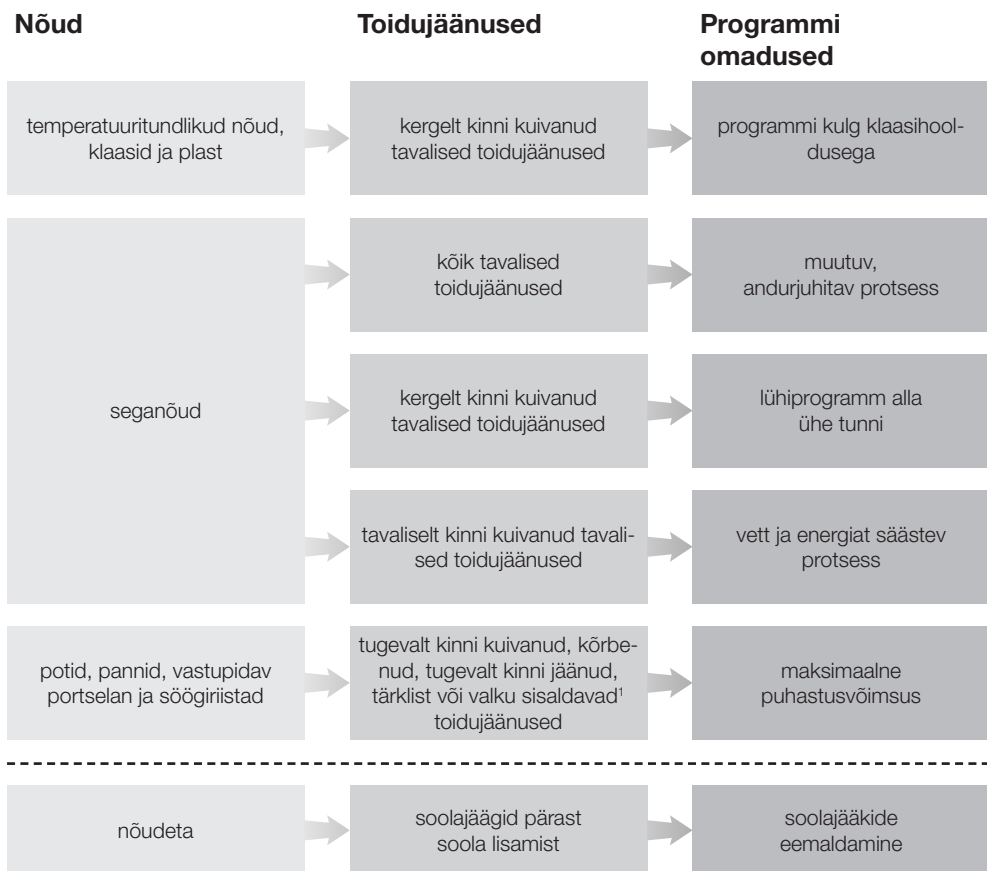 Nõud
Toidujäänused
Programmi
omadused
temperatuuritundlikud nõud,
klaasid ja plast
kergelt kinni kuivanud
tavalised toidujäänused
programmi kulg klaasihool-
dusega
seganõud
kõik tavalised
toidujäänused
muutuv,
andurjuhitav protsess
kergelt kinni kuivanud
tavalised toidujäänused
lühiprogramm alla
ühe tunni
tavaliselt kinni kuivanud tavali-
sed toidujäänused
vett ja energiat säästev
protsess
potid, pannid, vastupidav
portselan ja söögiriistad
tugevalt kinni kuivanud, kõrbe-
nud, tugevalt kinni jäänud,
tärklist või valku sisaldavad¹
toidujäänused
maksimaalne
puhastusvõimsus
nõudeta
soolajäägid pärast
soola lisamist
soolajääkide
eemaldamine